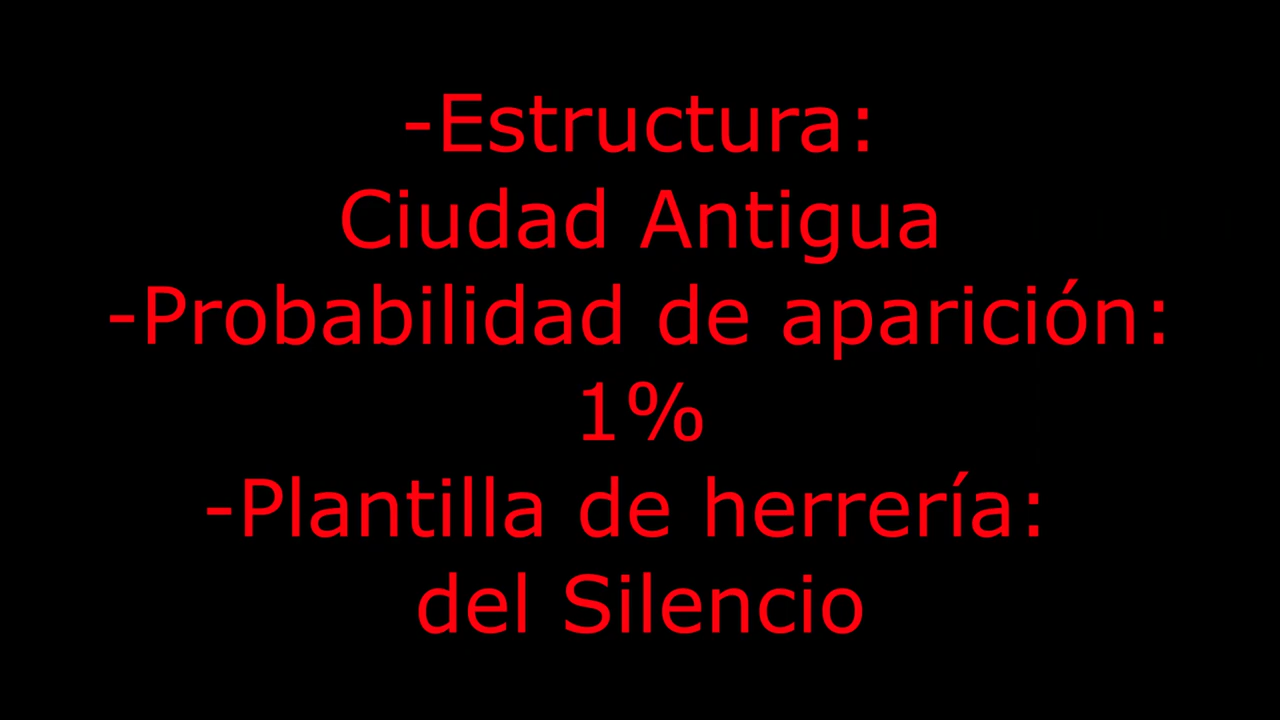 -Estructura:
Ciudad Antigua
-Probabilidad de aparición:
1%
-Plantilla de herrería:
del Silencio